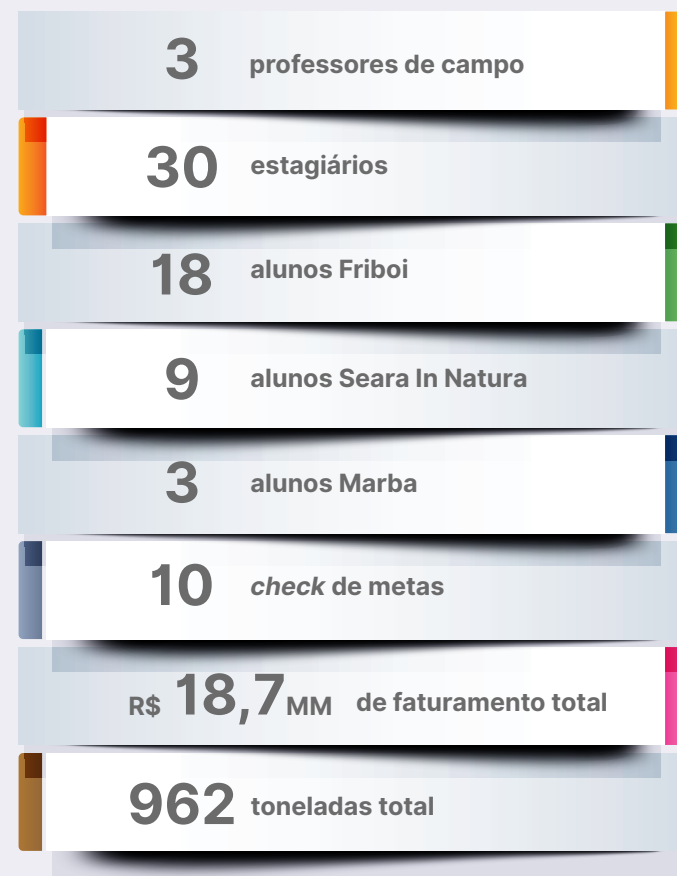 3 professores de campo
30 estagiários
18 alunos Friboi
9 alunos Seara In Natura
3 alunos Marba
10 check de metas
R$ 18,7MM de faturamento total
962 toneladas total